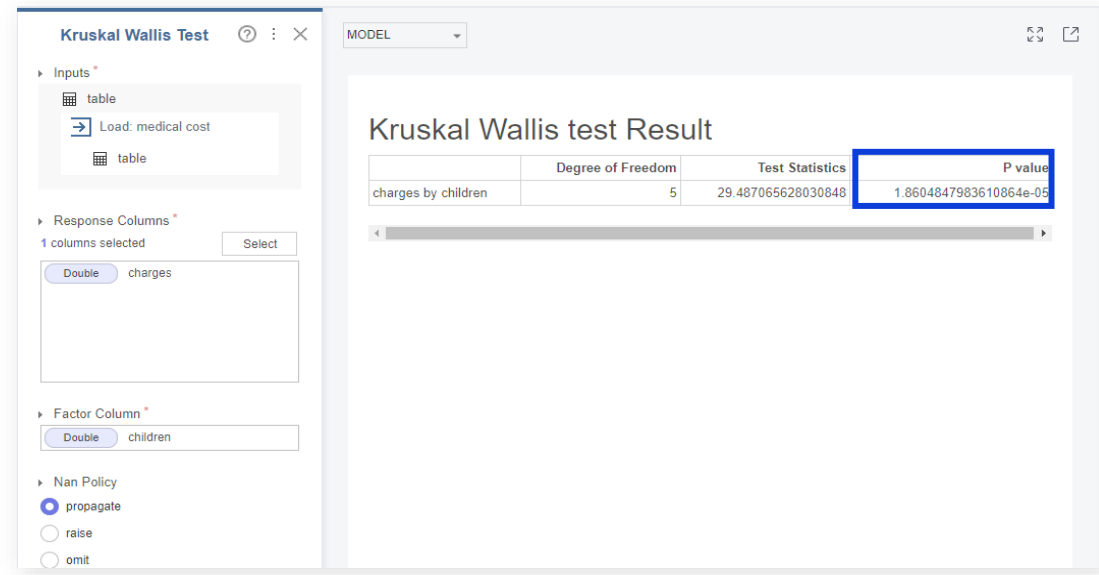 Kruskal Wallis Test
Inputs *
table
Load: medical cost
table
Response Columns *
1 columns selected
Select
Double charges
Factor Column *
Double children
Nan Policy
propagate
raise
omit
MODEL
Kruskal Wallis test Result
Degree of Freedom Test Statistics P value
charges by children 5 29.487065628030848 1.8604847983610864e-05